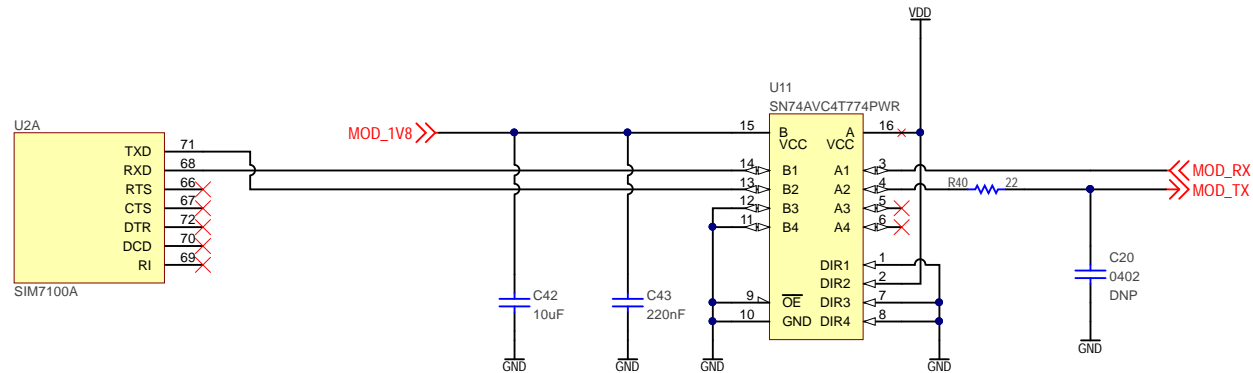 VDD
U11
SN74AVC4T774PWR
U2A
MOD_1V8
15 B VCC
A VCC 16
TXD 71
RXD 68
RTS 66
CTS 67
DTR 72
DCD 70
RI 69
SIM7100A
14 B1
13 B2
12 B3
11 B4
9 OE
10 GND
A1 3
A2 4
A3 5
A4 6
DIR1 1
DIR2 2
DIR3 7
DIR4 8
MOD_RX
R40 22
MOD_TX
C42
10uF
C43
220nF
C20
0402
DNP
GND
GND
GND
GND
GND